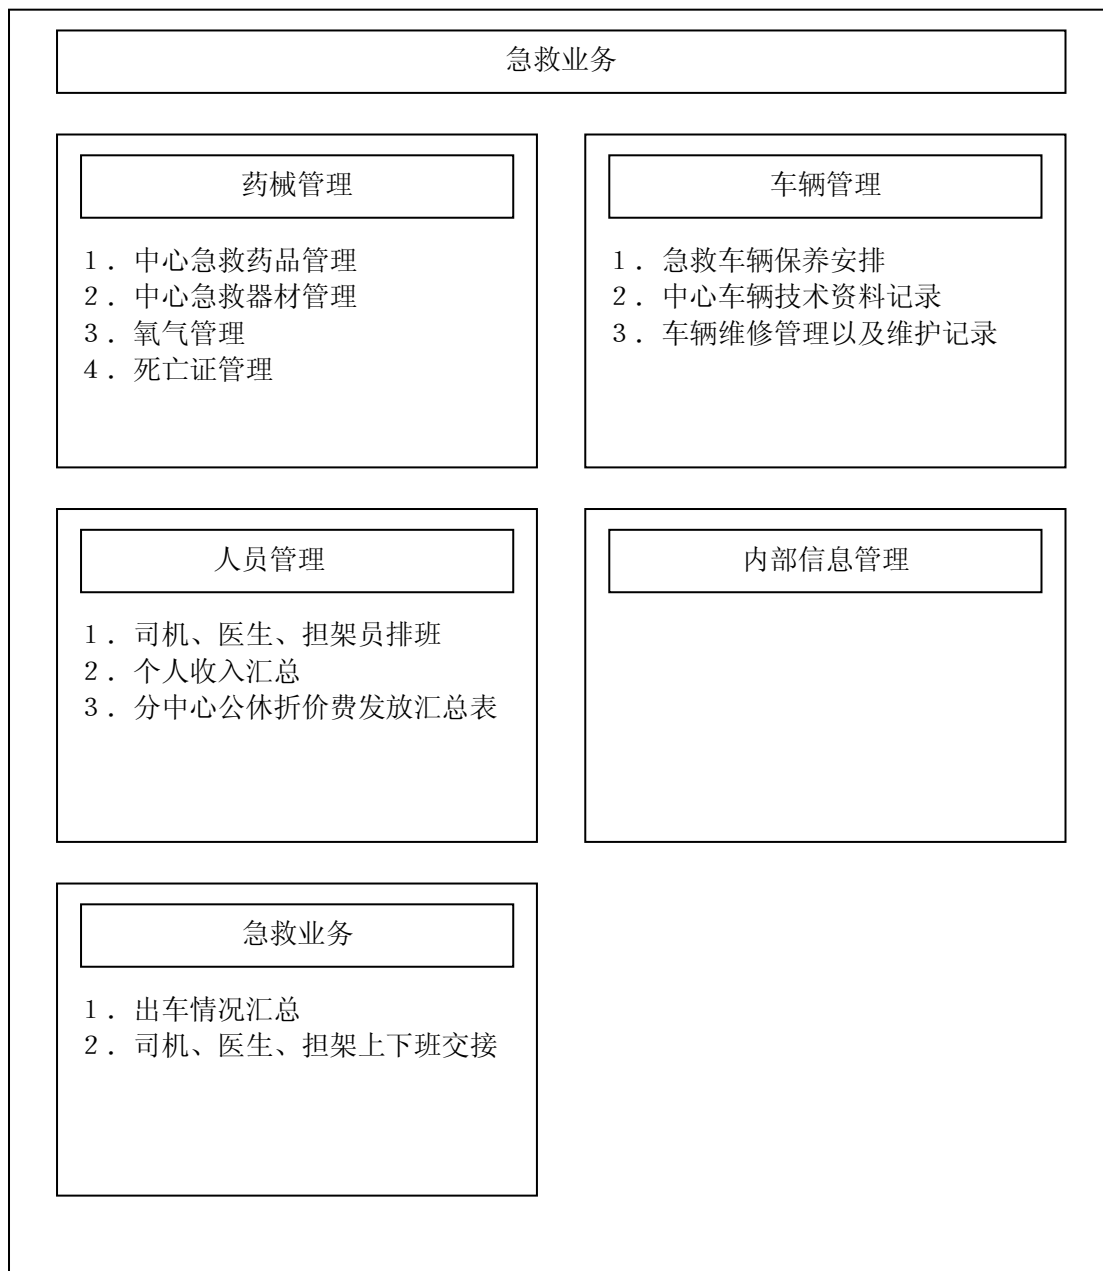 急救业务
药械管理
1．中心急救药品管理
2．中心急救器材管理
3．氧气管理
4．死亡证管理
车辆管理
1．急救车辆保养安排
2．中心车辆技术资料记录
3．车辆维修管理以及维护记录
人员管理
1．司机、医生、担架员排班
2．个人收入汇总
3．分中心公休折价费发放汇总表
内部信息管理
急救业务
1．出车情况汇总
2．司机、医生、担架上下班交接